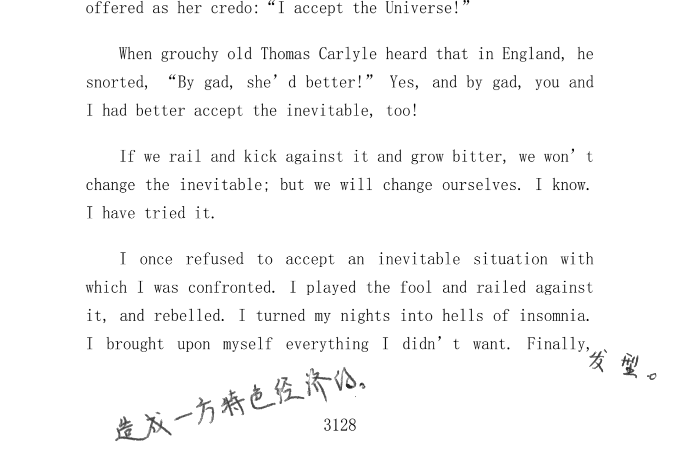 offered as her credo: “I accept the Universe!”
When grouchy old Thomas Carlyle heard that in England, he
snorted, “By gad, she’d better!” Yes, and by gad, you and
I had better accept the inevitable, too!
If we rail and kick against it and grow bitter, we won’t
change the inevitable; but we will change ourselves. I know.
I have tried it.
I once refused to accept an inevitable situation with
which I was confronted. I played the fool and railed against
it, and rebelled. I turned my nights into hells of insomnia.
I brought upon myself everything I didn’t want. Finally,
发型。
造成一方特色经济的。
3128